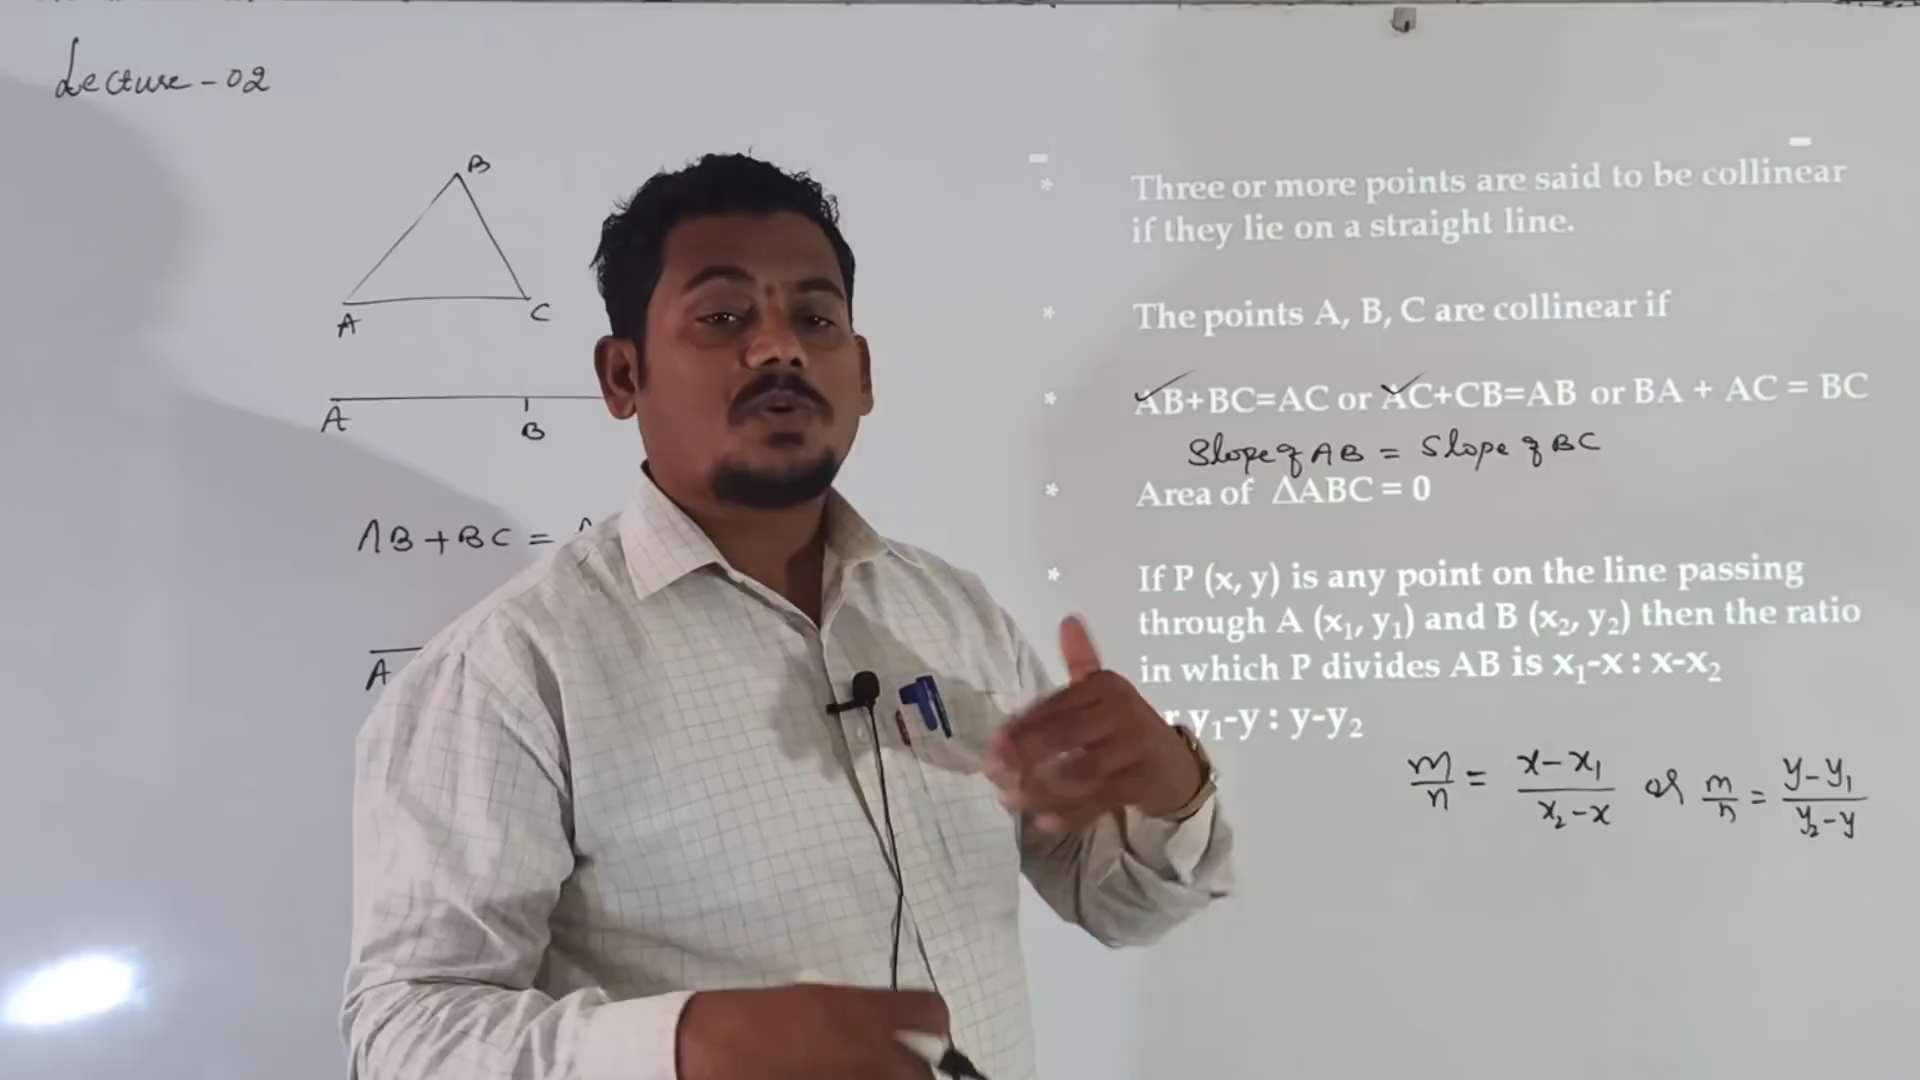 Lecture-02
B
A
C
A
B
AB+BC =
A
* Three or more points are said to be collinear
if they lie on a straight line.
* The points A, B, C are collinear if
* AB+BC=AC or AC+CB=AB or BA + AC = BC
Slope of AB = Slope of BC
* Area of ΔABC = 0
* If P (x, y) is any point on the line passing
through A (x₁, y₁) and B (x₂, y₂) then the ratio
in which P divides AB is x₁-x : x-x₂
y₁-y : y-y₂
m/n = x-x₁/x₂-x or m/n = y-y₁/y₂-y